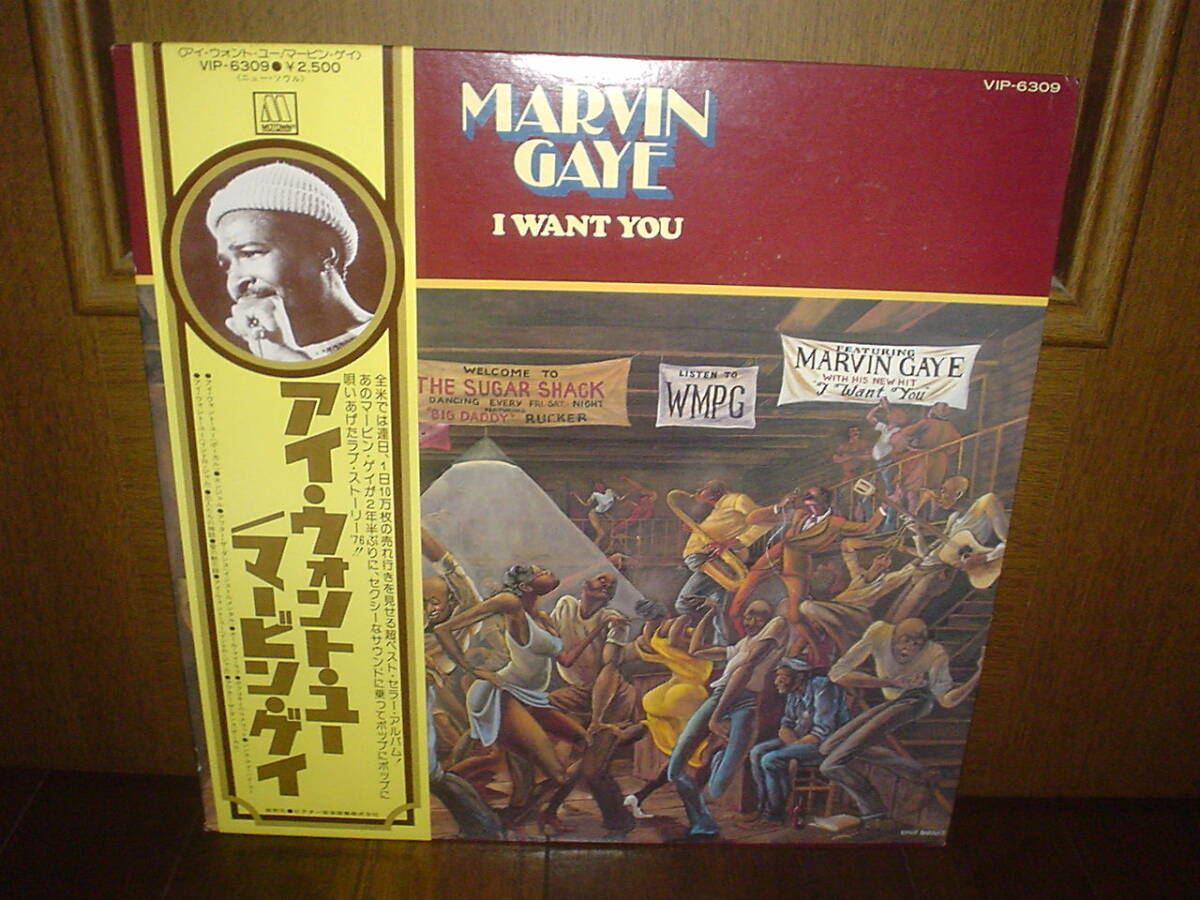 〈アイ・ウォント・ユー/マービン・ゲイ〉
VIP-6309●￥2,500
〈ニュー・ソウル〉
MOTOWN
全米では連日、1日10万枚の売れ行きを見せる超ベスト・セラー・アルバム!
あのマービン・ゲイが2年半ぶりに、セクシーなサウンドに乗ってポップにポップに
唄いあげたラブ・ストーリー'76!!
アイ・ウォント・ユー
/マービン・ゲイ
VIP-6309
MARVIN
GAYE
I WANT YOU
WELCOME TO
THE SUGAR SHACK
DANCING EVERY FRI SAT NIGHT
FEATURING
"BIG DADDY" RUCKER
LISTEN TO
WMPG
FEATURING
MARVIN GAYE
WITH HIS NEW HIT
"I Want You"